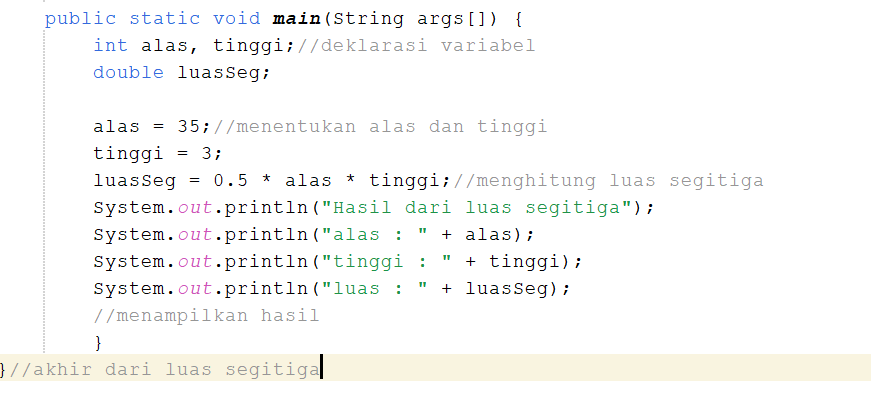 public static void main(String args[]) {
int alas, tinggi;//deklarasi variabel
double luasSeg;
alas = 35;//menentukan alas dan tinggi
tinggi = 3;
luasSeg = 0.5 * alas * tinggi;//menghitung luas segitiga
System.out.println("Hasil dari luas segitiga");
System.out.println("alas : " + alas);
System.out.println("tinggi : " + tinggi);
System.out.println("luas : " + luasSeg);
//menampilkan hasil
}
}//akhir dari luas segitiga